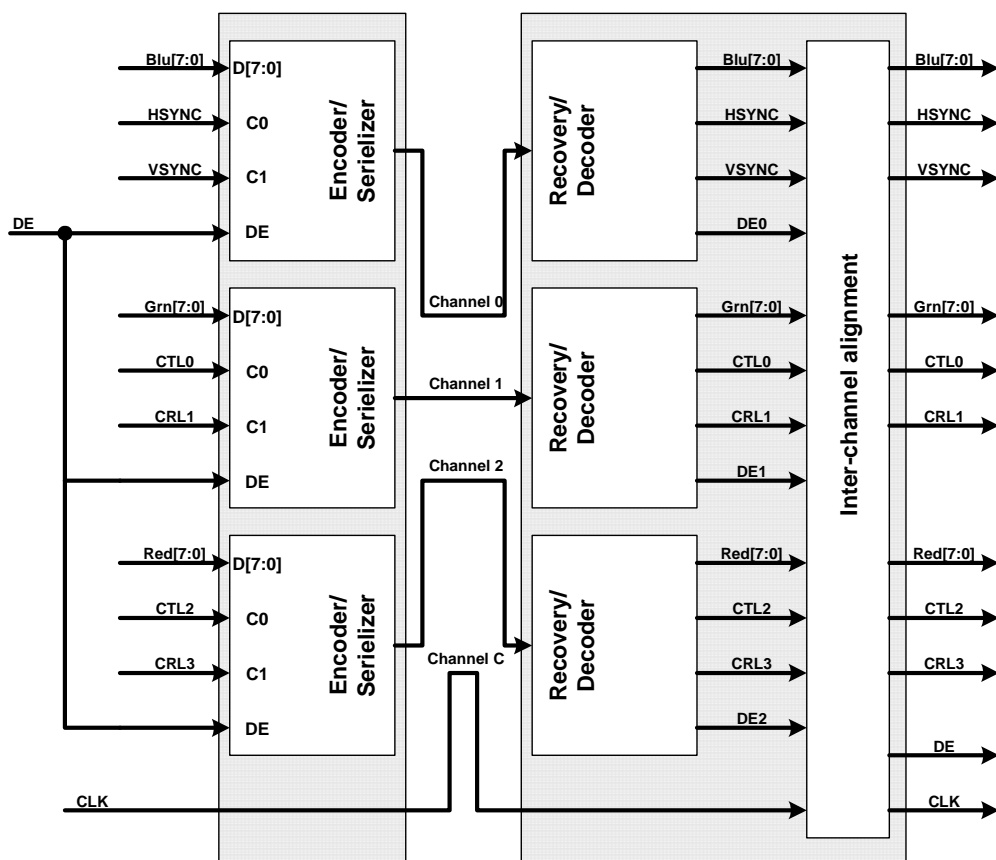 Blu[7:0]
HSYNC
VSYNC
DE
D[7:0]
C0
C1
DE
Encoder/
Serielizer
Recovery/
Decoder
Blu[7:0]
HSYNC
VSYNC
DE0
Blu[7:0]
HSYNC
VSYNC
Channel 0
Grn[7:0]
CTL0
CRL1
D[7:0]
C0
C1
DE
Encoder/
Serielizer
Channel 1
Recovery/
Decoder
Grn[7:0]
CTL0
CRL1
DE1
Inter-channel alignment
Grn[7:0]
CTL0
CRL1
Channel 2
Red[7:0]
CTL2
CRL3
D[7:0]
C0
C1
DE
Encoder/
Serielizer
Channel C
Recovery/
Decoder
Red[7:0]
CTL2
CRL3
DE2
Red[7:0]
CTL2
CRL3
DE
CLK
CLK